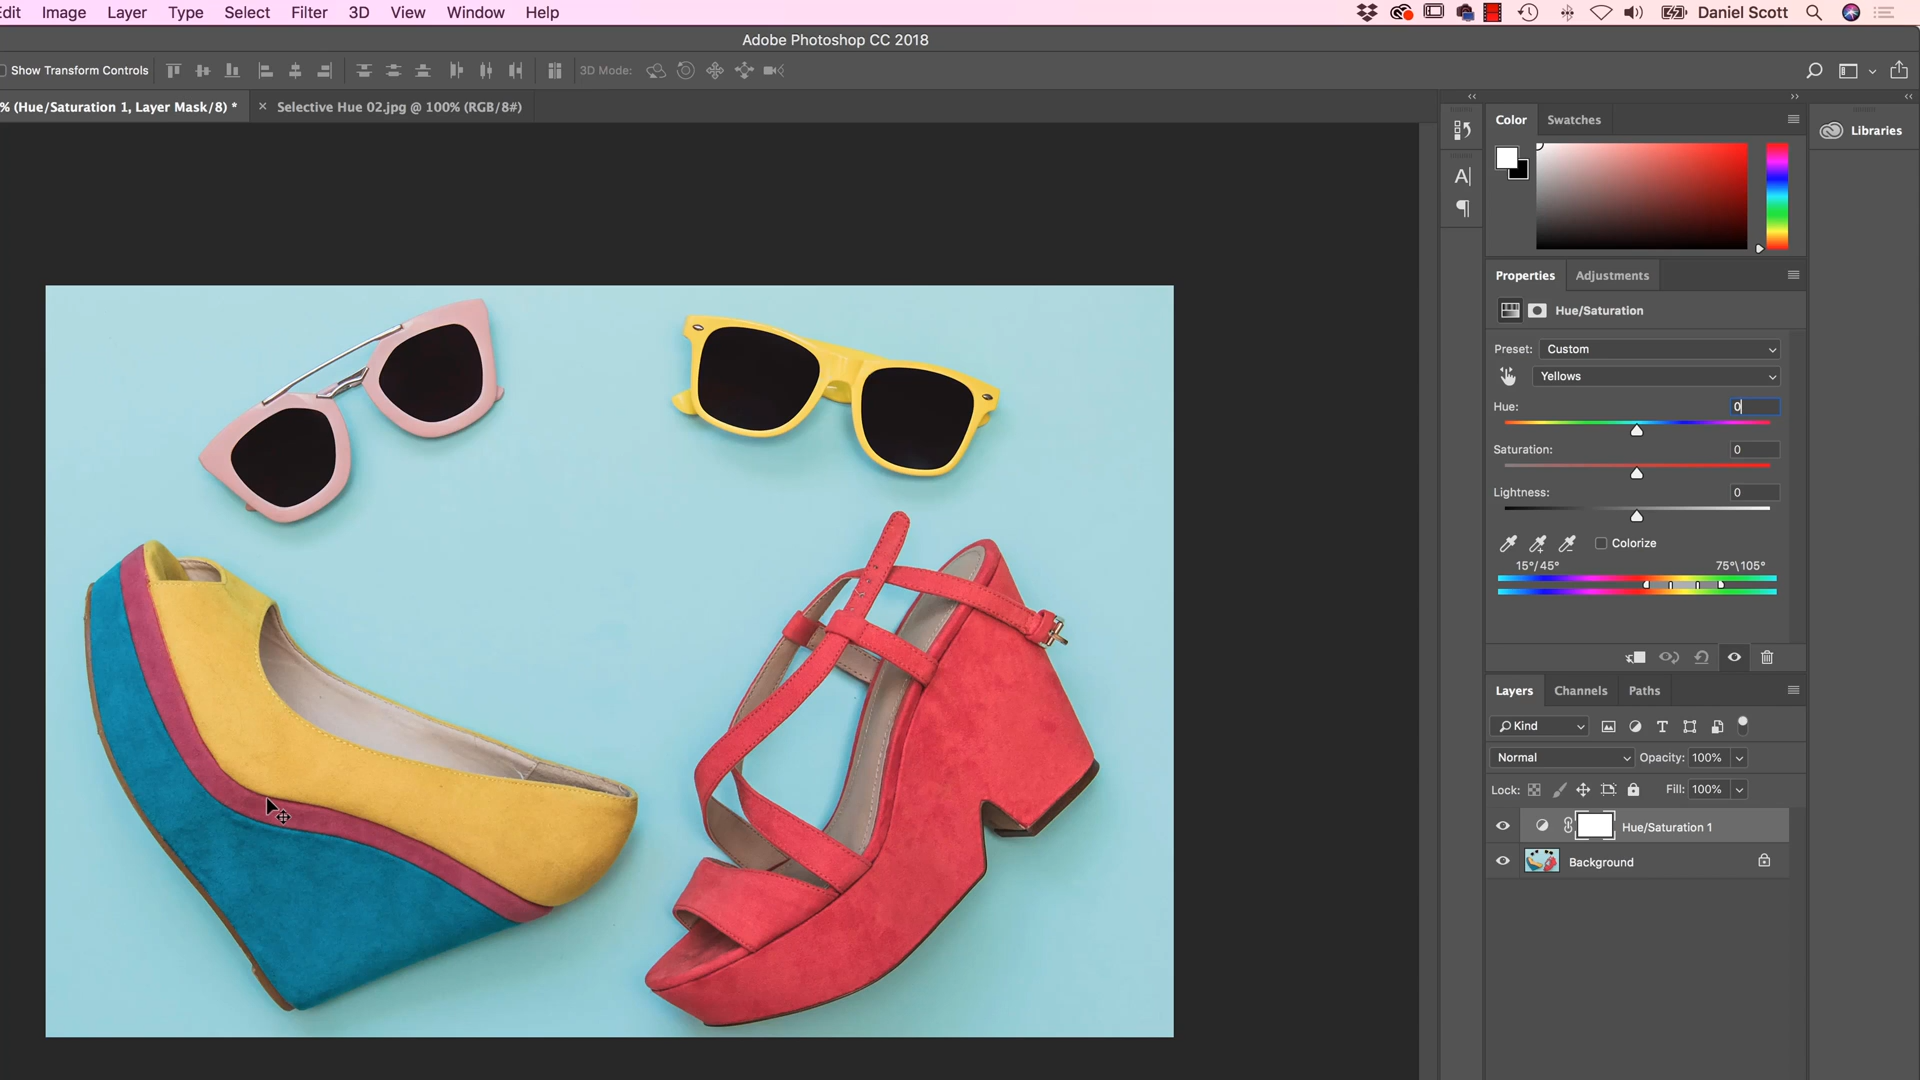 Edit Image Layer Type Select Filter 3D View Window Help Daniel Scott
Adobe Photoshop CC 2018
Show Transform Controls 3D Mode:
% (Hue/Saturation 1, Layer Mask/8) * × Selective Hue 02.jpg @ 100% (RGB/8#)
Color Swatches
Libraries
Properties Adjustments
Hue/Saturation
Preset: Custom
Yellows
Hue: 0
Saturation: 0
Lightness: 0
Colorize
15°/45° 75°\105°
Layers Channels Paths
Kind
Normal Opacity: 100%
Lock: Fill: 100%
Hue/Saturation 1
Background